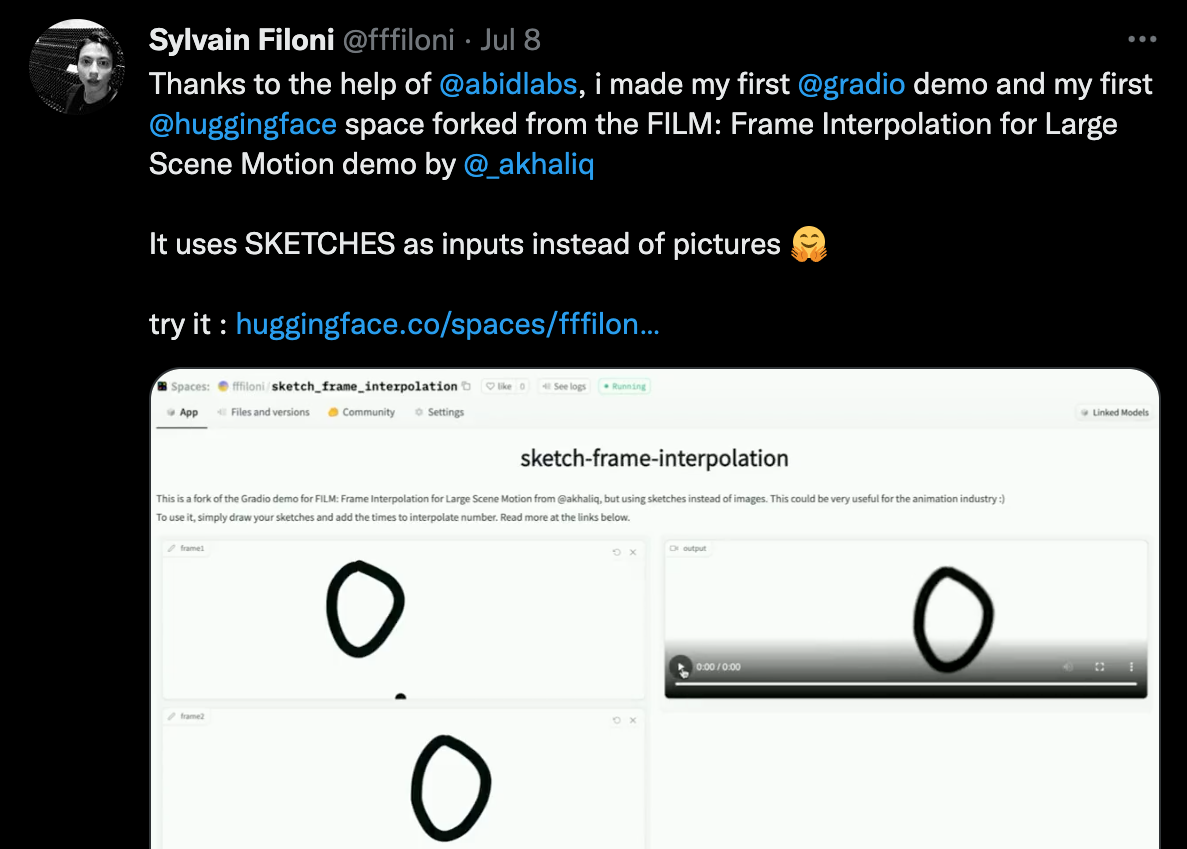 Sylvain Filoni @fffiloni · Jul 8
Thanks to the help of @abidlabs, i made my first @gradio demo and my first
@huggingface space forked from the FILM: Frame Interpolation for Large
Scene Motion demo by @_akhaliq
It uses SKETCHES as inputs instead of pictures 🤗
try it : huggingface.co/spaces/fffilon...
Spaces: fffiloni/sketch_frame_interpolation like 0 See logs Running
App Files and versions Community Settings Linked Models
sketch-frame-interpolation
This is a fork of the Gradio demo for FILM: Frame Interpolation for Large Scene Motion from @akhaliq, but using sketches instead of images. This could be very useful for the animation industry :)
To use it, simply draw your sketches and add the times to interpolate number. Read more at the links below.
frame1
output
0:00 / 0:00
frame2